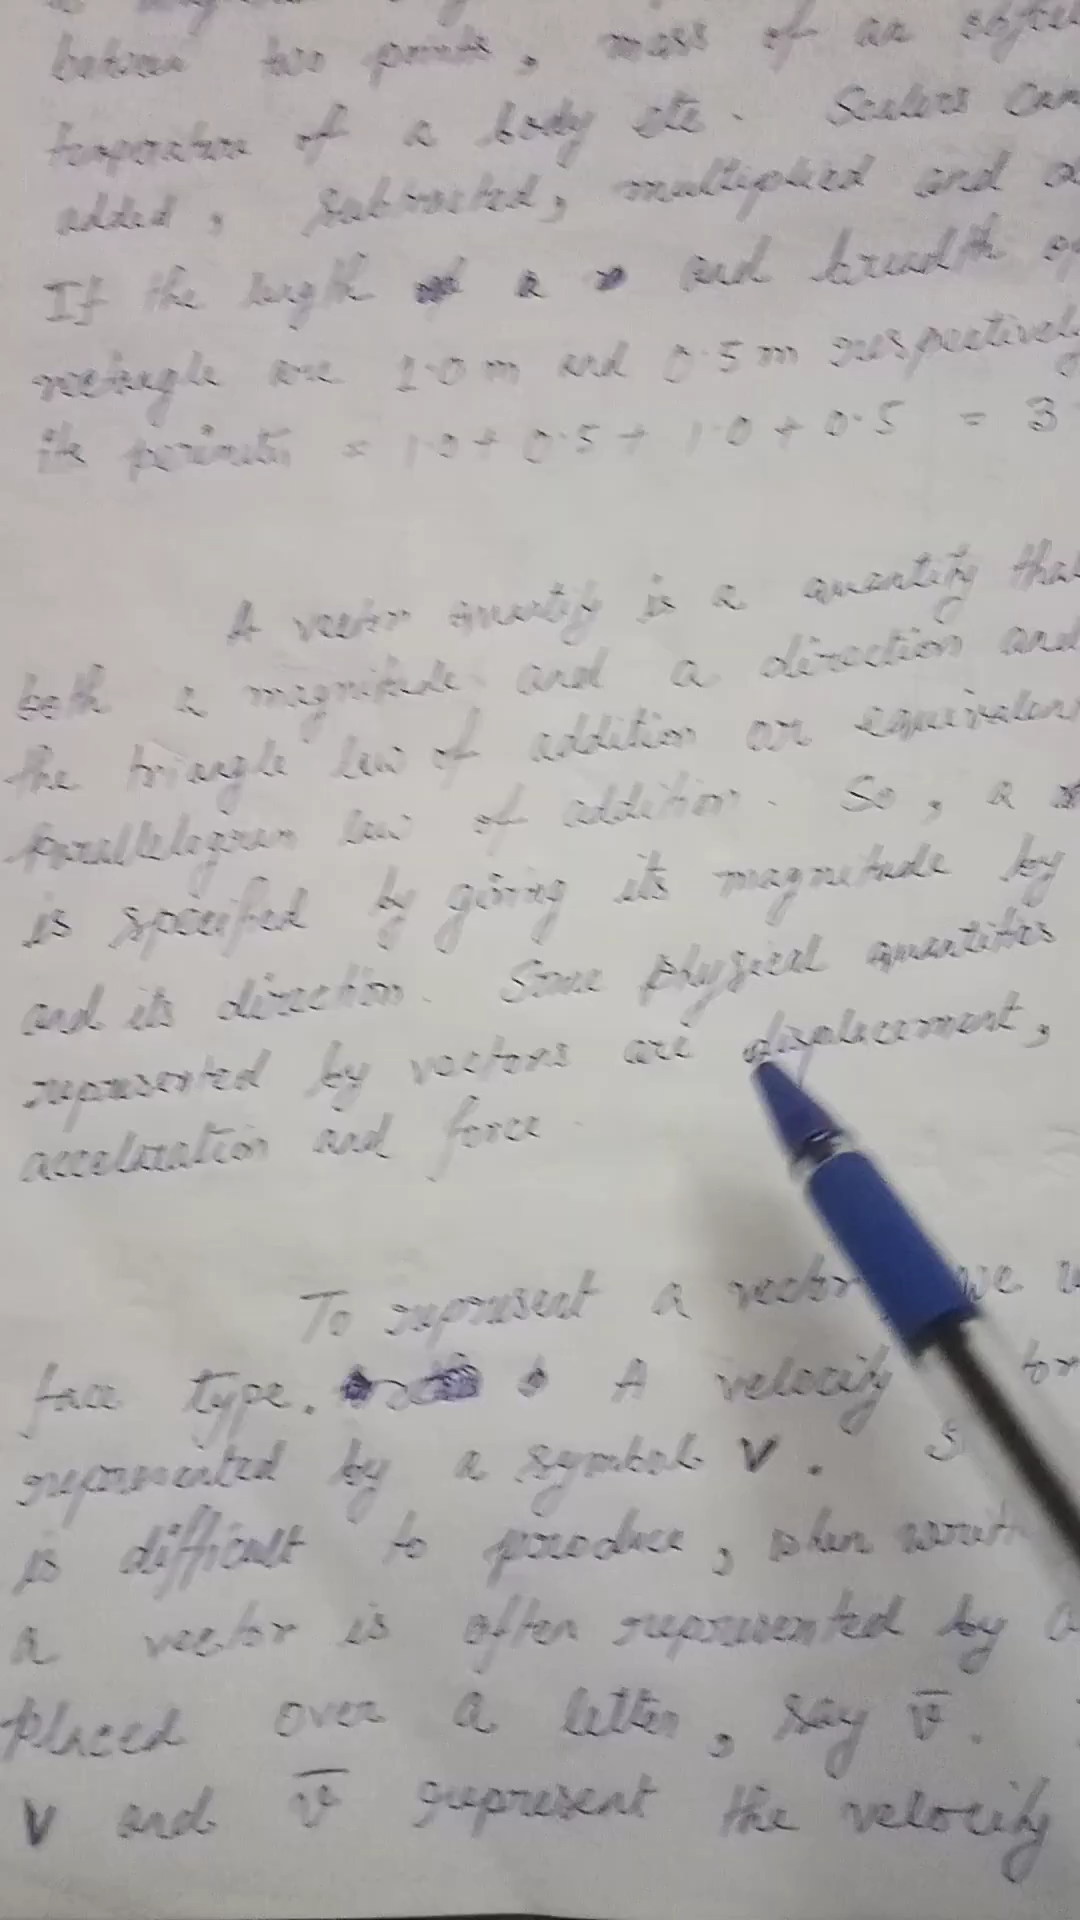 between two points, mass of an
temperature of a body etc. Scalers can
added, subtracted, multiplied and
If the length of a and breadth of
rectangle are 1.0 m and 0.5 m respectively
its perimeter = 1.0 + 0.5 + 1.0 + 0.5 = 3
A vector quantity is a quantity that
both a magnitude and a direction and
the triangle law of addition or
parallelogram law of addition. So, a
is specified by giving its magnitude by
and its direction. Some physical quantities
represented by vectors are displacement,
acceleration and force.
To represent a vector, we
face type. A velocity
represented by a symbol v.
is difficult to produce, when
a vector is often represented by
placed over a letter, say v̅.
v and v̅ represent the velocity